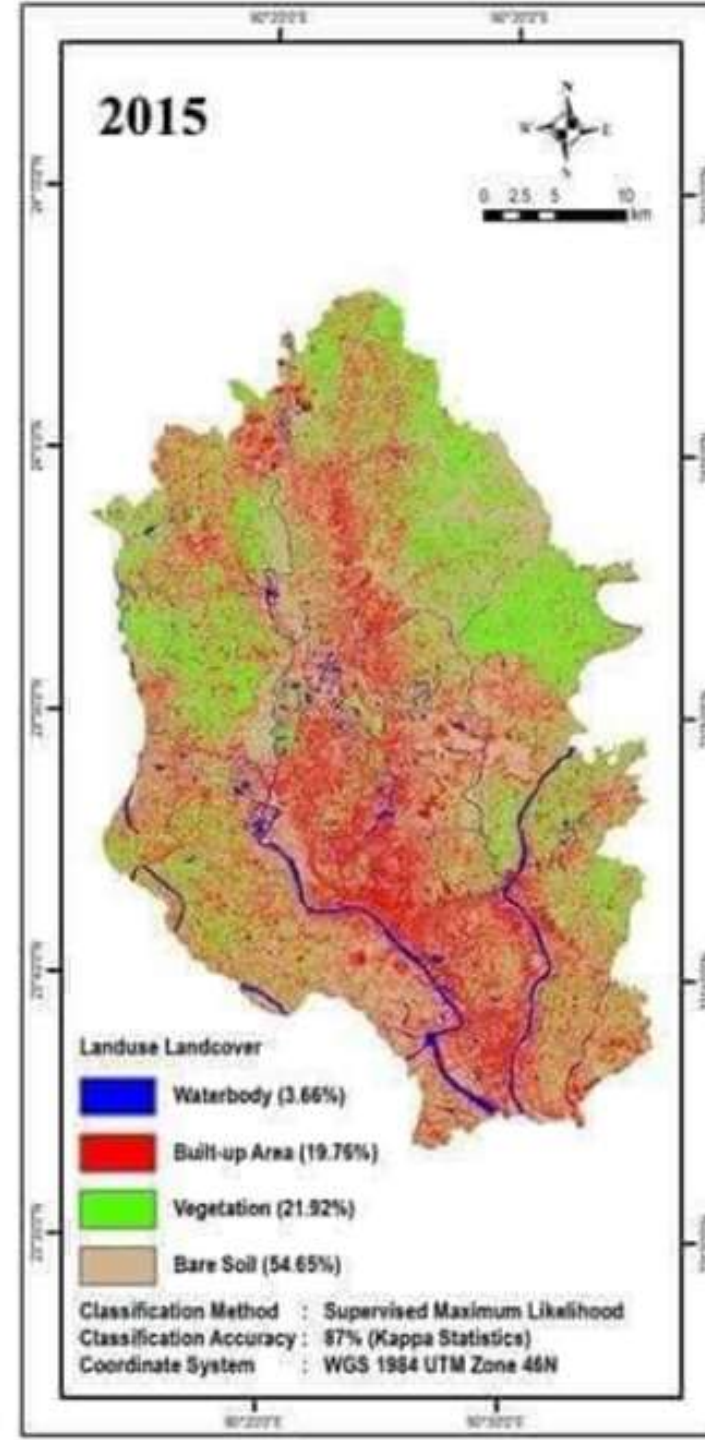 2015
N
W E
S
0 2.5 5 10
km
Landuse Landcover
Waterbody (3.66%)
Built-up Area (19.76%)
Vegetation (21.92%)
Bare Soil (54.65%)
Classification Method : Supervised Maximum Likelihood
Classification Accuracy : 87% (Kappa Statistics)
Coordinate System : WGS 1984 UTM Zone 46N